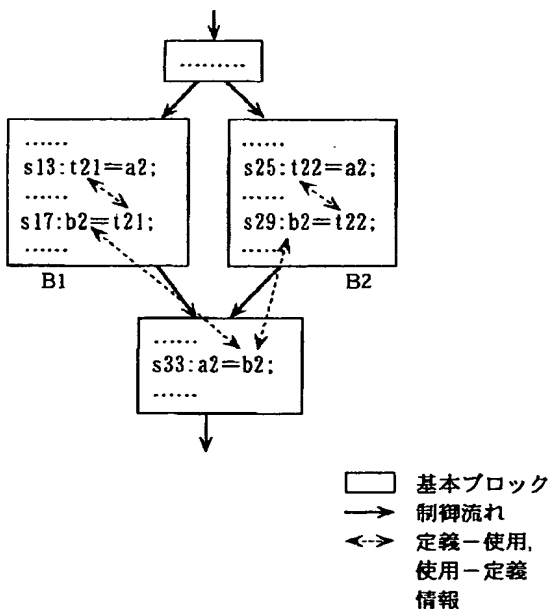 ………
……
s13:t21=a2;
……
s17:b2=t21;
……
B1
……
s25:t22=a2;
……
s29:b2=t22;
……
B2
……
s33:a2=b2;
……
基本ブロック
制御流れ
定義－使用,
使用－定義
情報